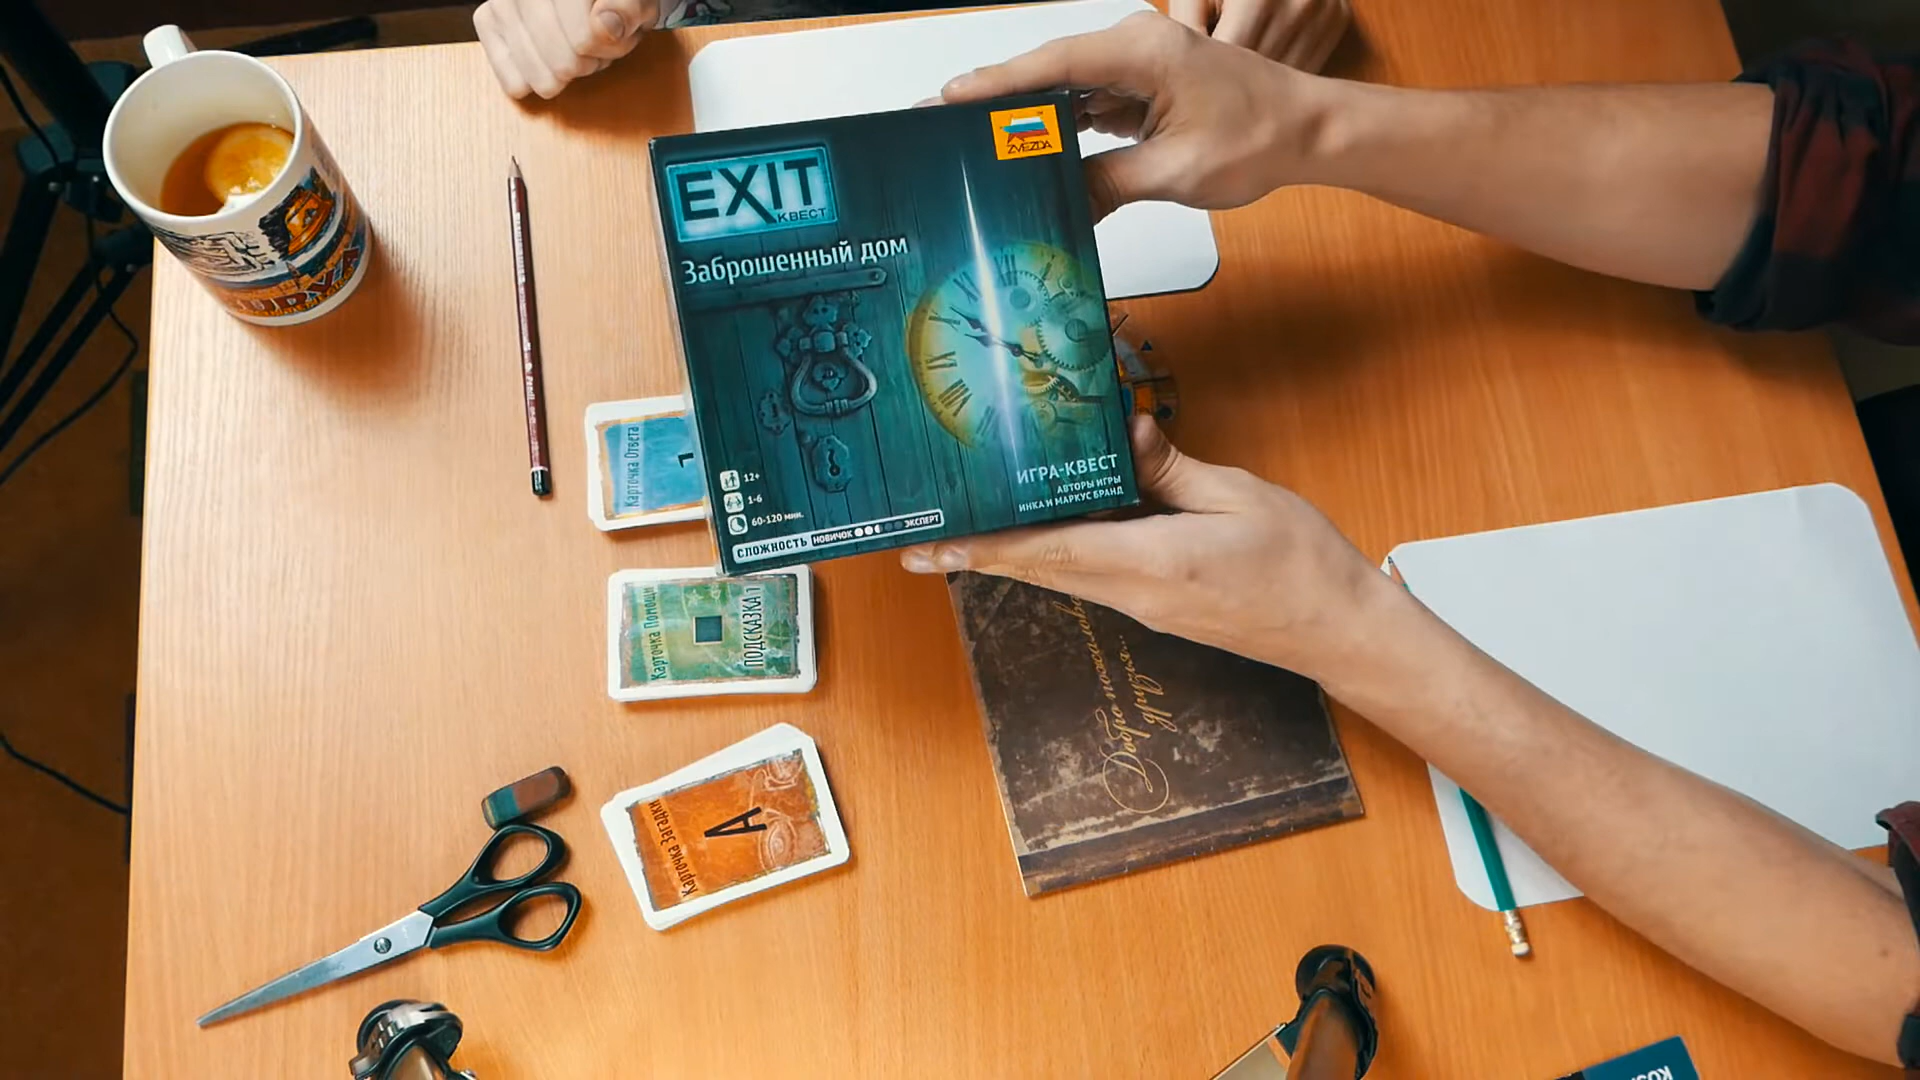 ZVEZDA
EXIT
КВЕСТ
Заброшенный дом
ИГРА-КВЕСТ
АВТОРЫ ИГРЫ
ИНКА И МАРКУС БРАНД
12+
1-6
60-120 мин.
СЛОЖНОСТЬ НОВИЧОК ЭКСПЕРТ
Карточка Ответа
1
Карточка Помощи
ПОДСКАЗКА 1
Карточка Загадки
A
друзья...